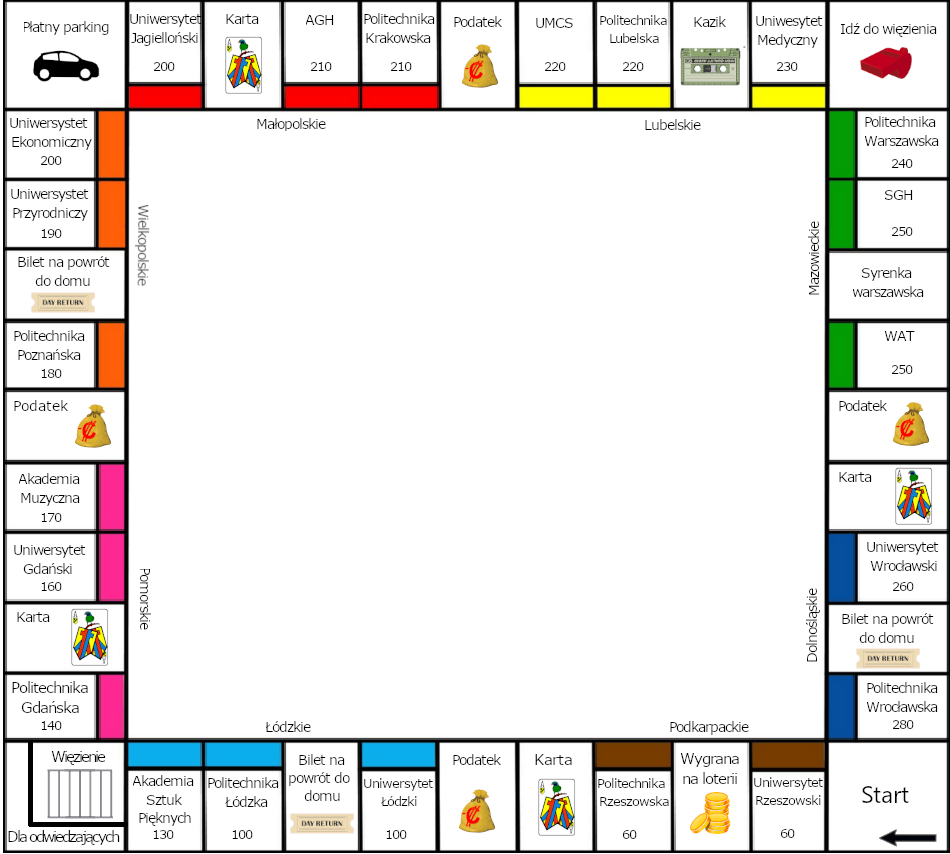 Płatny parking
Uniwersytet
Jagielloński
200
Karta
AGH
210
Politechnika
Krakowska
210
Podatek
UMCS
220
Politechnika
Lubelska
220
Kazik
Uniwesytet
Medyczny
230
Idź do więzienia
Małopolskie
Lubelskie
Uniwersystet
Ekonomiczny
200
Uniwersystet
Przyrodniczy
190
Bilet na powrót
do domu
DAY RETURN
Politechnika
Poznańska
180
Podatek
Akademia
Muzyczna
170
Uniwersytet
Gdański
160
Karta
Politechnika
Gdańska
140
Wielkopolskie
Pomorskie
Mazowieckie
Dolnośląskie
Politechnika
Warszawska
240
SGH
250
Syrenka
warszawska
WAT
250
Podatek
Karta
Uniwersytet
Wrocławski
260
Bilet na powrót
do domu
DAY RETURN
Politechnika
Wrocławska
280
Łódzkie
Podkarpackie
Więzienie
Dla odwiedzających
Akademia
Sztuk
Pięknych
130
Politechnika
Łódzka
100
Bilet na
powrót do
domu
DAY RETURN
Uniwersytet
Łódzki
100
Podatek
Karta
Politechnika
Rzeszowska
60
Wygrana
na loterii
Uniwersytet
Rzeszowski
60
Start